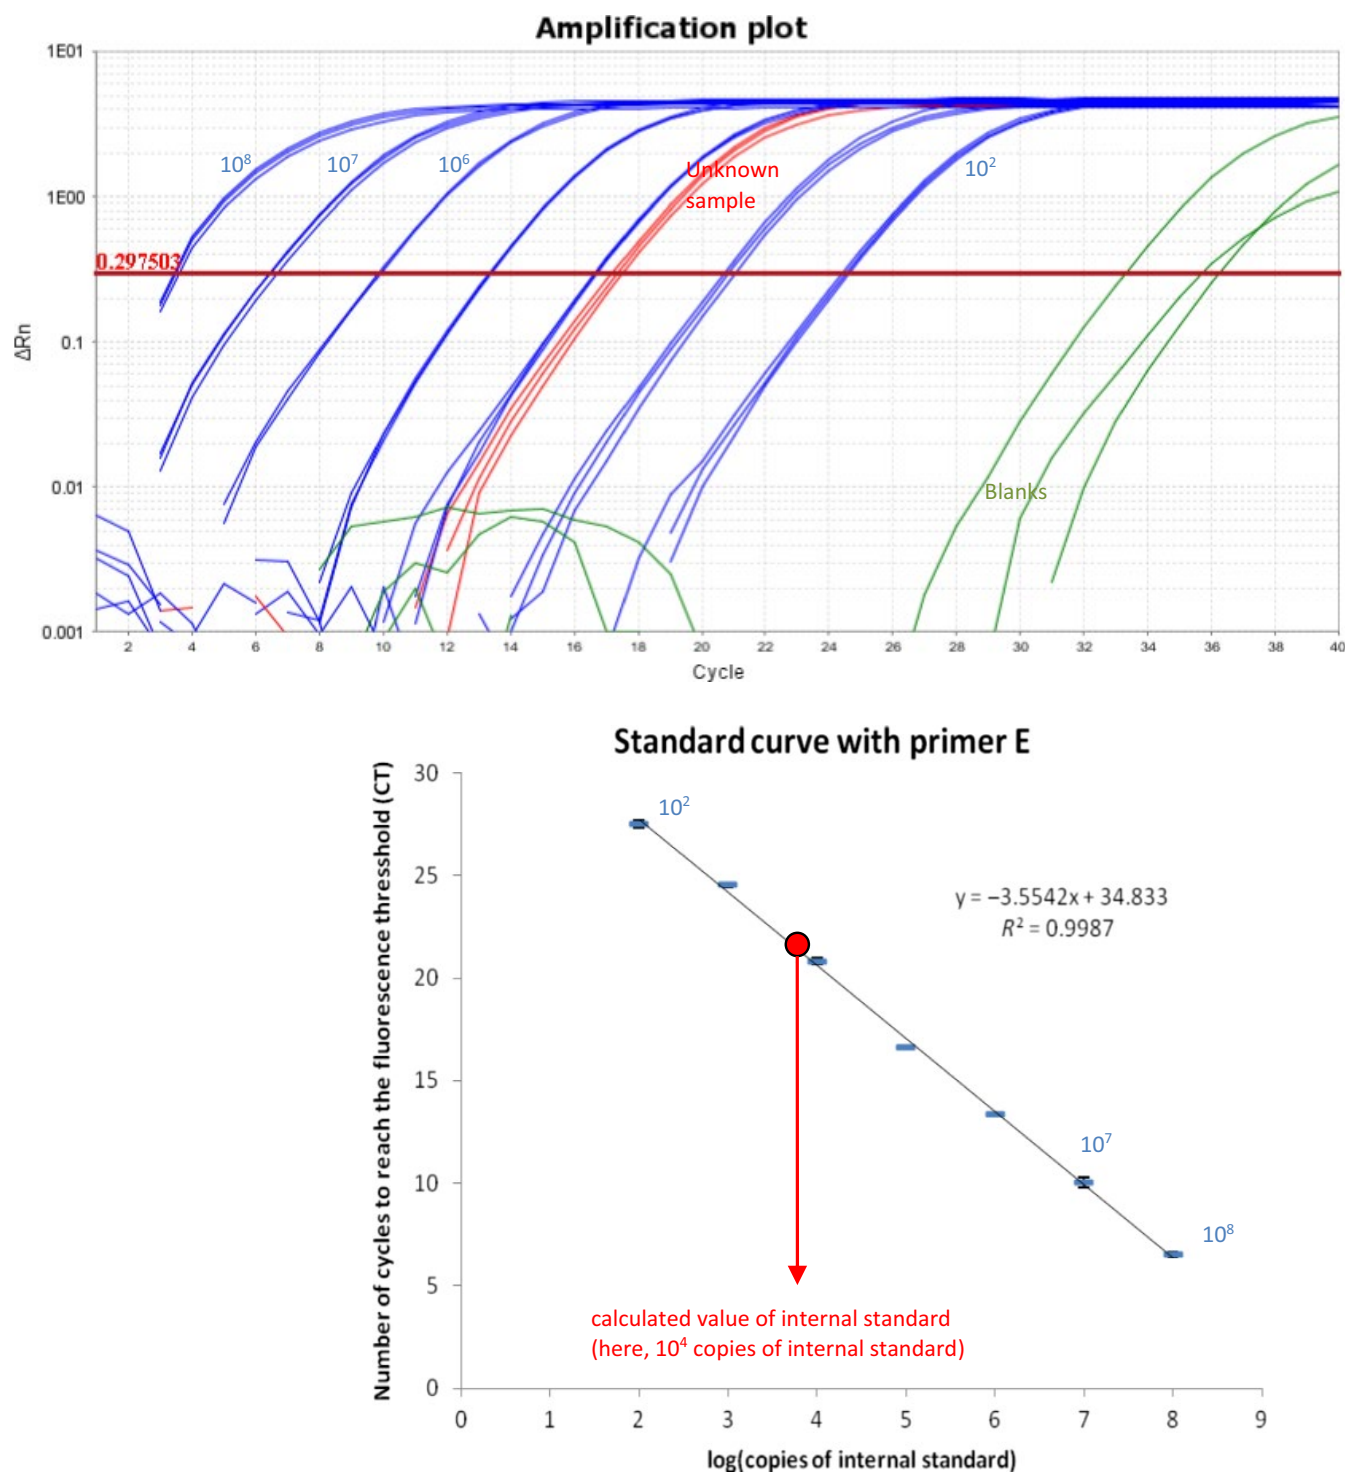 Amplification plot
1E01
10⁸
10⁷
10⁶
Unknown
sample
10²
1E00
0.297503
ΔRn
0.1
0.01
Blanks
0.001
2 4 6 8 10 12 14 16 18 20 22 24 26 28 30 32 34 36 38 40
Cycle
Standard curve with primer E
Number of cycles to reach the fluorescence thresshold (CT)
30
10²
25
y = −3.5542x + 34.833
R² = 0.9987
20
15
10⁷
10
10⁸
5
calculated value of internal standard
(here, 10⁴ copies of internal standard)
0
0 1 2 3 4 5 6 7 8 9
log(copies of internal standard)